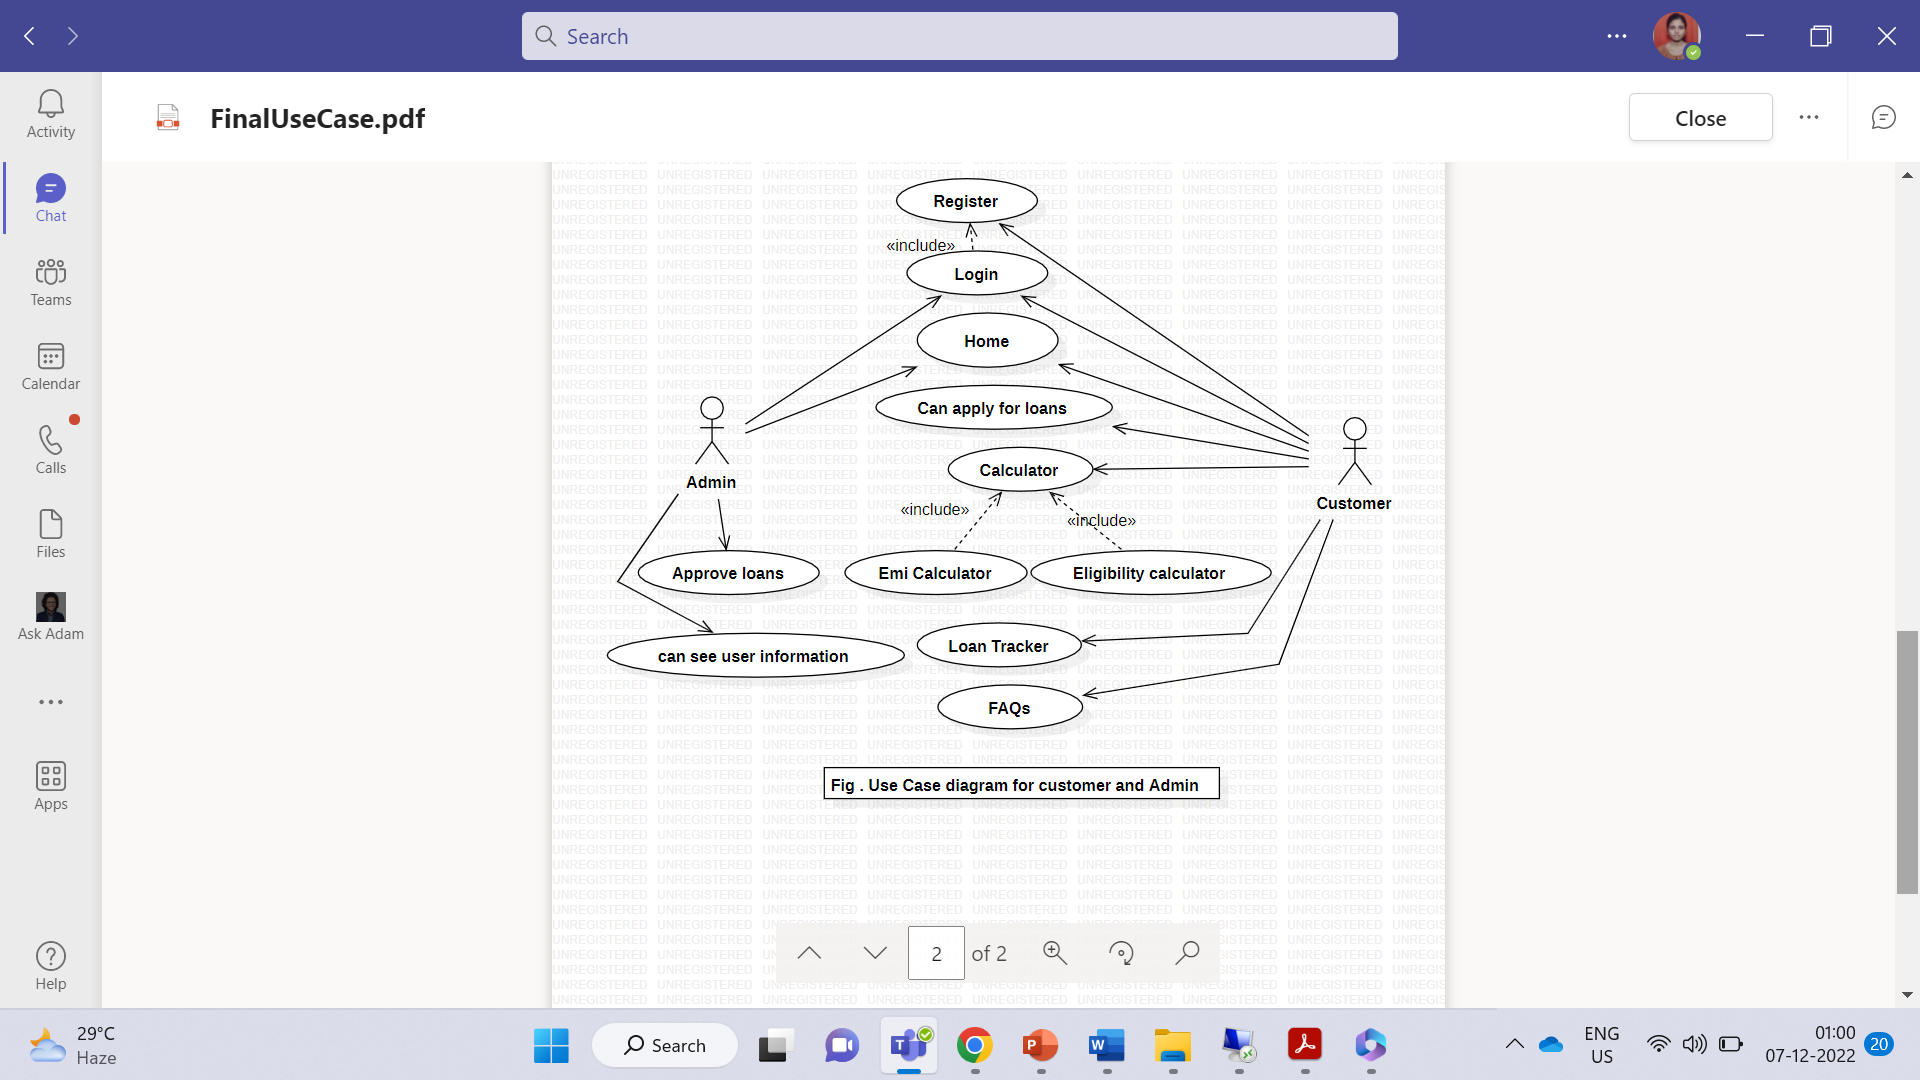 Search
FinalUseCase.pdf
Close
Activity
Chat
Teams
Calendar
Calls
Files
Ask Adam
Apps
Help
Register
«include»
Login
Home
Can apply for loans
Calculator
Admin
Customer
«include»
«include»
Approve loans
Emi Calculator
Eligibility calculator
can see user information
Loan Tracker
FAQs
Fig . Use Case diagram for customer and Admin
UNREGISTERED
2 of 2
29°C
Haze
Search
ENG
US
01:00
07-12-2022
20